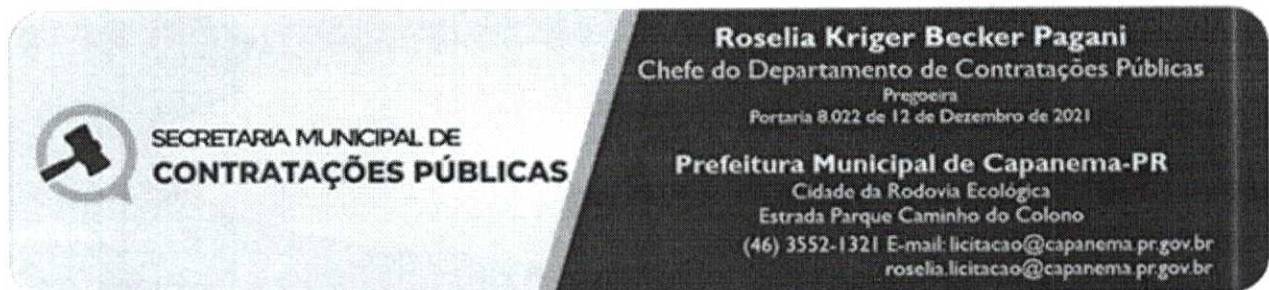 SECRETARIA MUNICIPAL DE
CONTRATAÇÕES PÚBLICAS
Roselia Kriger Becker Pagani
Chefe do Departamento de Contratações Públicas
Pregoeira
Portaria 8.022 de 12 de Dezembro de 2021
Prefeitura Municipal de Capanema-PR
Cidade da Rodovia Ecológica
Estrada Parque Caminho do Colono
(46) 3552-1321 E-mail: licitacao@capanema.pr.gov.br
roselia.licitacao@capanema.pr.gov.br